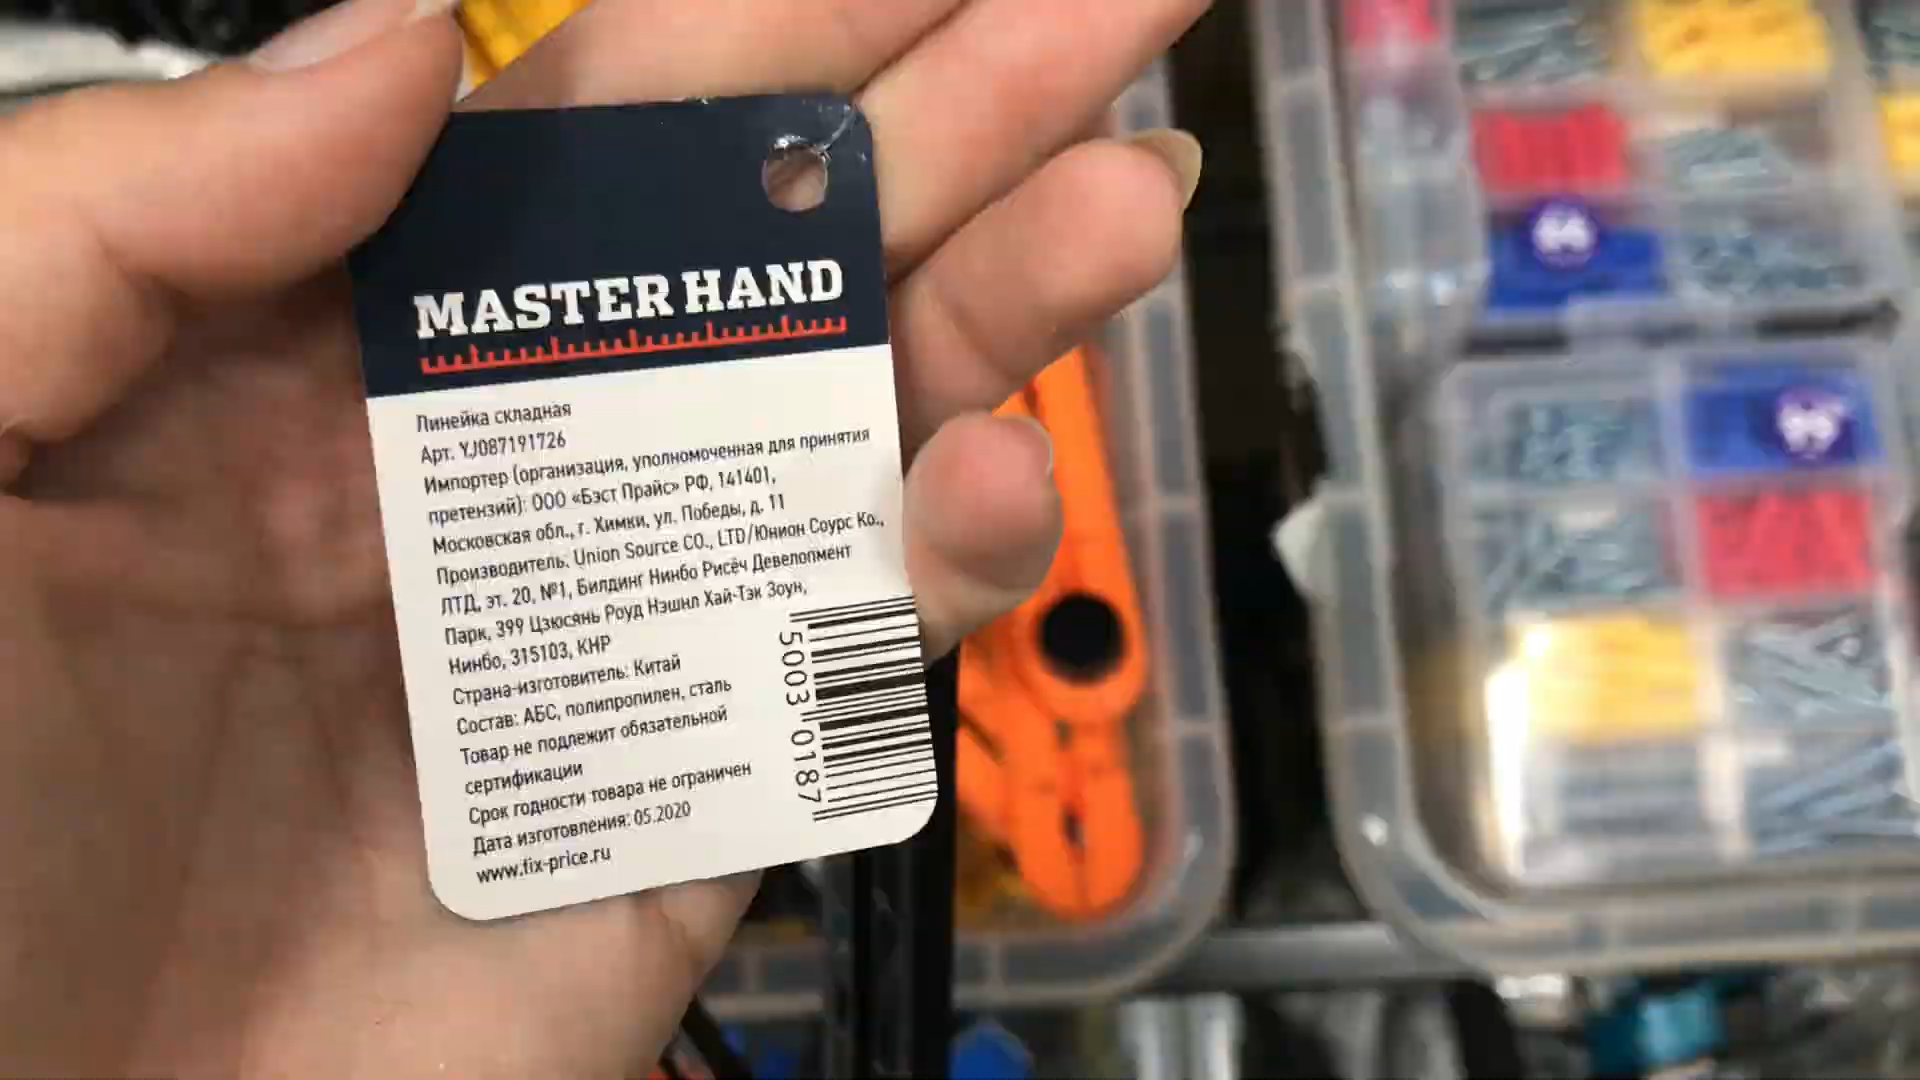 MASTER HAND
Линейка складная
Арт. YJ087191726
Импортер (организация, уполномоченная для принятия
претензий): ООО «Бэст Прайс» РФ, 141401,
Московская обл., г. Химки, ул. Победы, д. 11
Производитель: Union Source CO., LTD/Юнион Соурс Ко.,
ЛТД, эт. 20, №1, Билдинг Нинбо Рисёч Девелопмент
Парк, 399 Цзюсянь Роуд Нэшнл Хай-Тэк Зоун,
Нинбо, 315103, КНР
Страна-изготовитель: Китай
Состав: АБС, полипропилен, сталь
Товар не подлежит обязательной
сертификации
Срок годности товара не ограничен
Дата изготовления: 05.2020
www.fix-price.ru
5003 0187
99